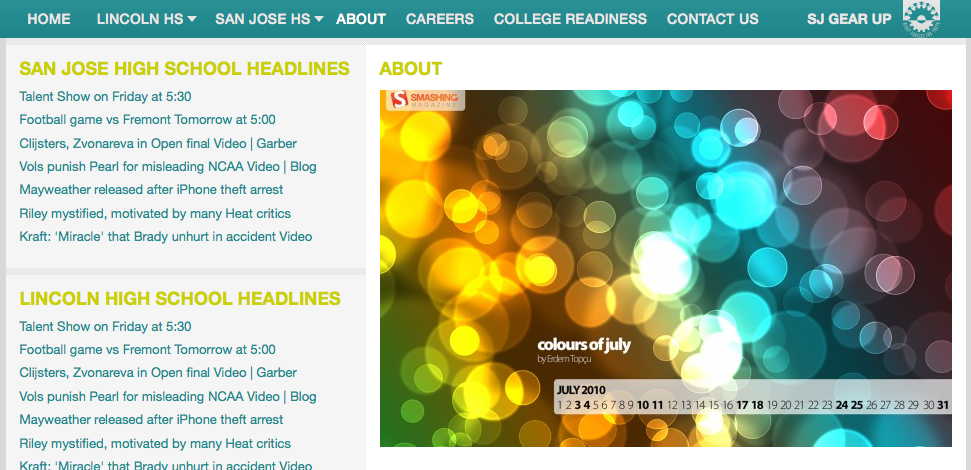 HOME LINCOLN HS SAN JOSE HS ABOUT CAREERS COLLEGE READINESS CONTACT US SJ GEAR UP
SAN JOSE HIGH SCHOOL HEADLINES
Talent Show on Friday at 5:30
Football game vs Fremont Tomorrow at 5:00
Clijsters, Zvonareva in Open final Video | Garber
Vols punish Pearl for misleading NCAA Video | Blog
Mayweather released after iPhone theft arrest
Riley mystified, motivated by many Heat critics
Kraft: 'Miracle' that Brady unhurt in accident Video
LINCOLN HIGH SCHOOL HEADLINES
Talent Show on Friday at 5:30
Football game vs Fremont Tomorrow at 5:00
Clijsters, Zvonareva in Open final Video | Garber
Vols punish Pearl for misleading NCAA Video | Blog
Mayweather released after iPhone theft arrest
Riley mystified, motivated by many Heat critics
Kraft: 'Miracle' that Brady unhurt in accident Video
ABOUT
S SMASHING
MAGAZINE
colours of july
by Erdem Topçu
JULY 2010
1 2 3 4 5 6 7 8 9 10 11 12 13 14 15 16 17 18 19 20 21 22 23 24 25 26 27 28 29 30 31